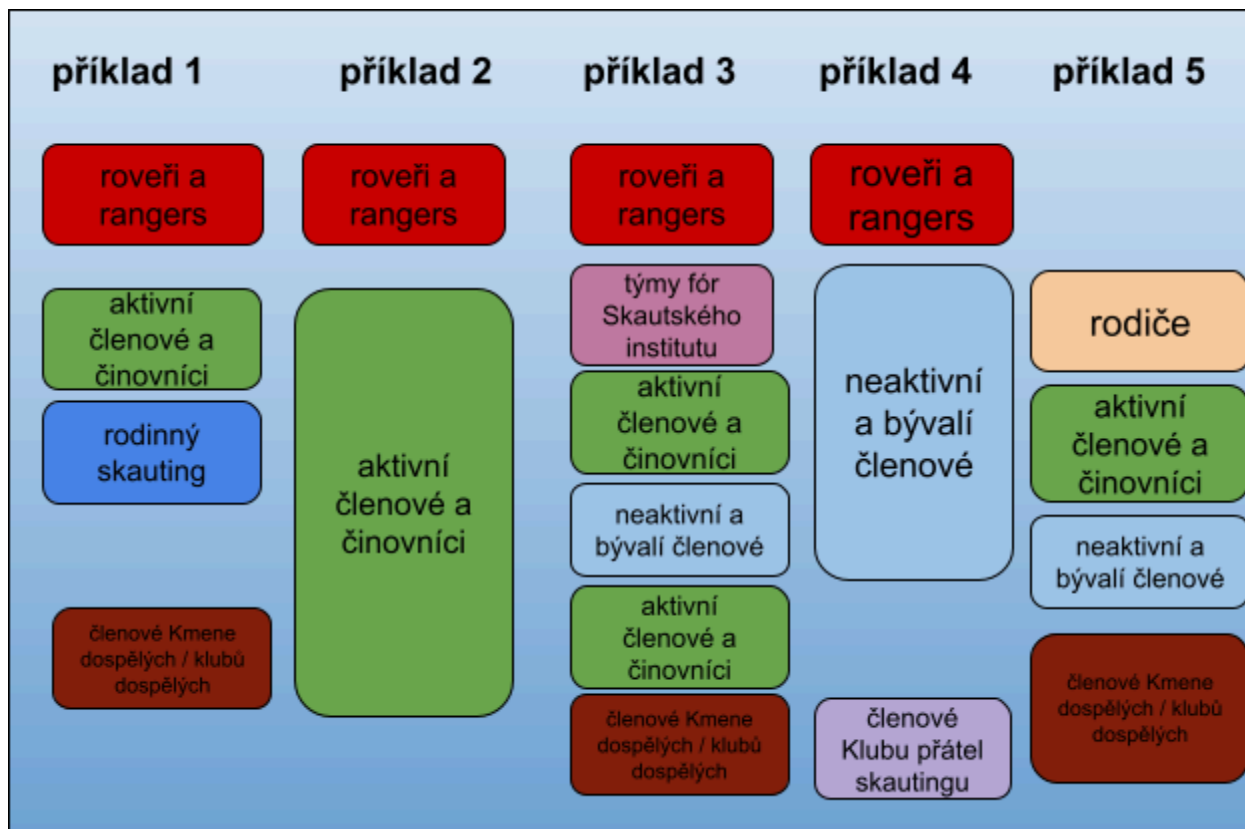 příklad 1
příklad 2
příklad 3
příklad 4
příklad 5
roveři a
rangers
aktivní
členové a
činovníci
rodinný
skauting
členové Kmene
dospělých / klubů
dospělých
roveři a
rangers
aktivní
členové a
činovníci
roveři a
rangers
týmy fór
Skautského
institutu
aktivní
členové a
činovníci
neaktivní a
bývalí členové
aktivní
členové a
činovníci
členové Kmene
dospělých / klubů
dospělých
roveři a
rangers
neaktivní
a bývalí
členové
členové
Klubu přátel
skautingu
rodiče
aktivní
členové a
činovníci
neaktivní a
bývalí členové
členové Kmene
dospělých / klubů
dospělých